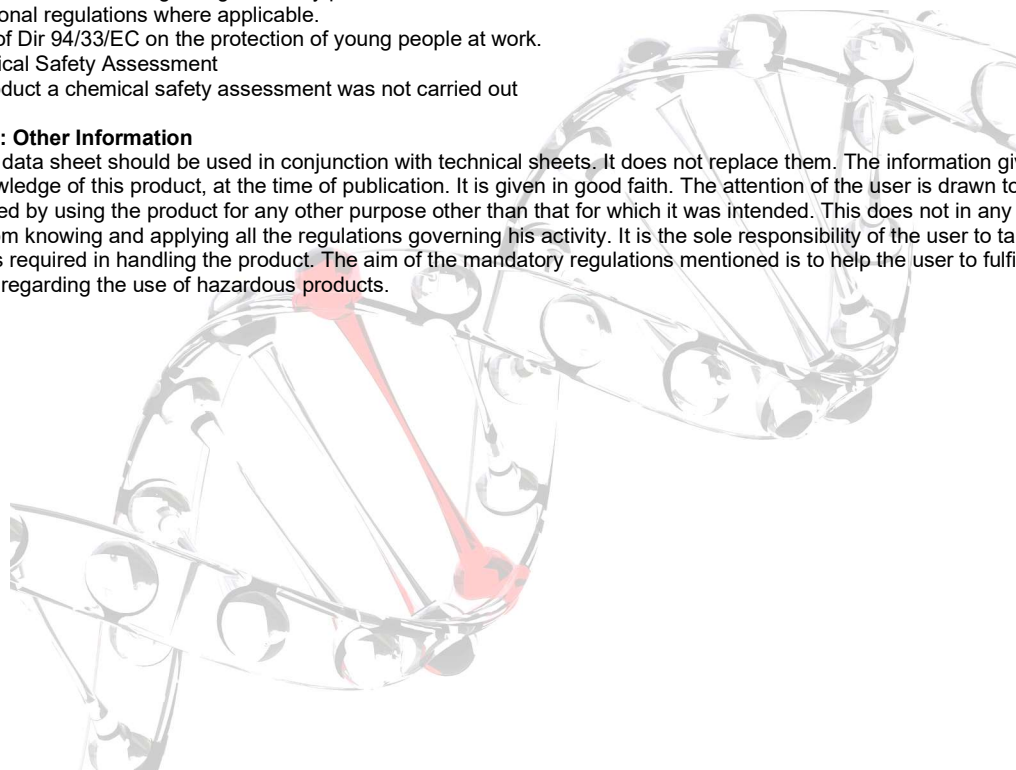 onal regulations where applicable.
of Dir 94/33/EC on the protection of young people at work.
ical Safety Assessment
duct a chemical safety assessment was not carried out
: Other Information
data sheet should be used in conjunction with technical sheets. It does not replace them. The information gi
wledge of this product, at the time of publication. It is given in good faith. The attention of the user is drawn to
ed by using the product for any other purpose other than that for which it was intended. This does not in any
om knowing and applying all the regulations governing his activity. It is the sole responsibility of the user to ta
s required in handling the product. The aim of the mandatory regulations mentioned is to help the user to fulfi
regarding the use of hazardous products.